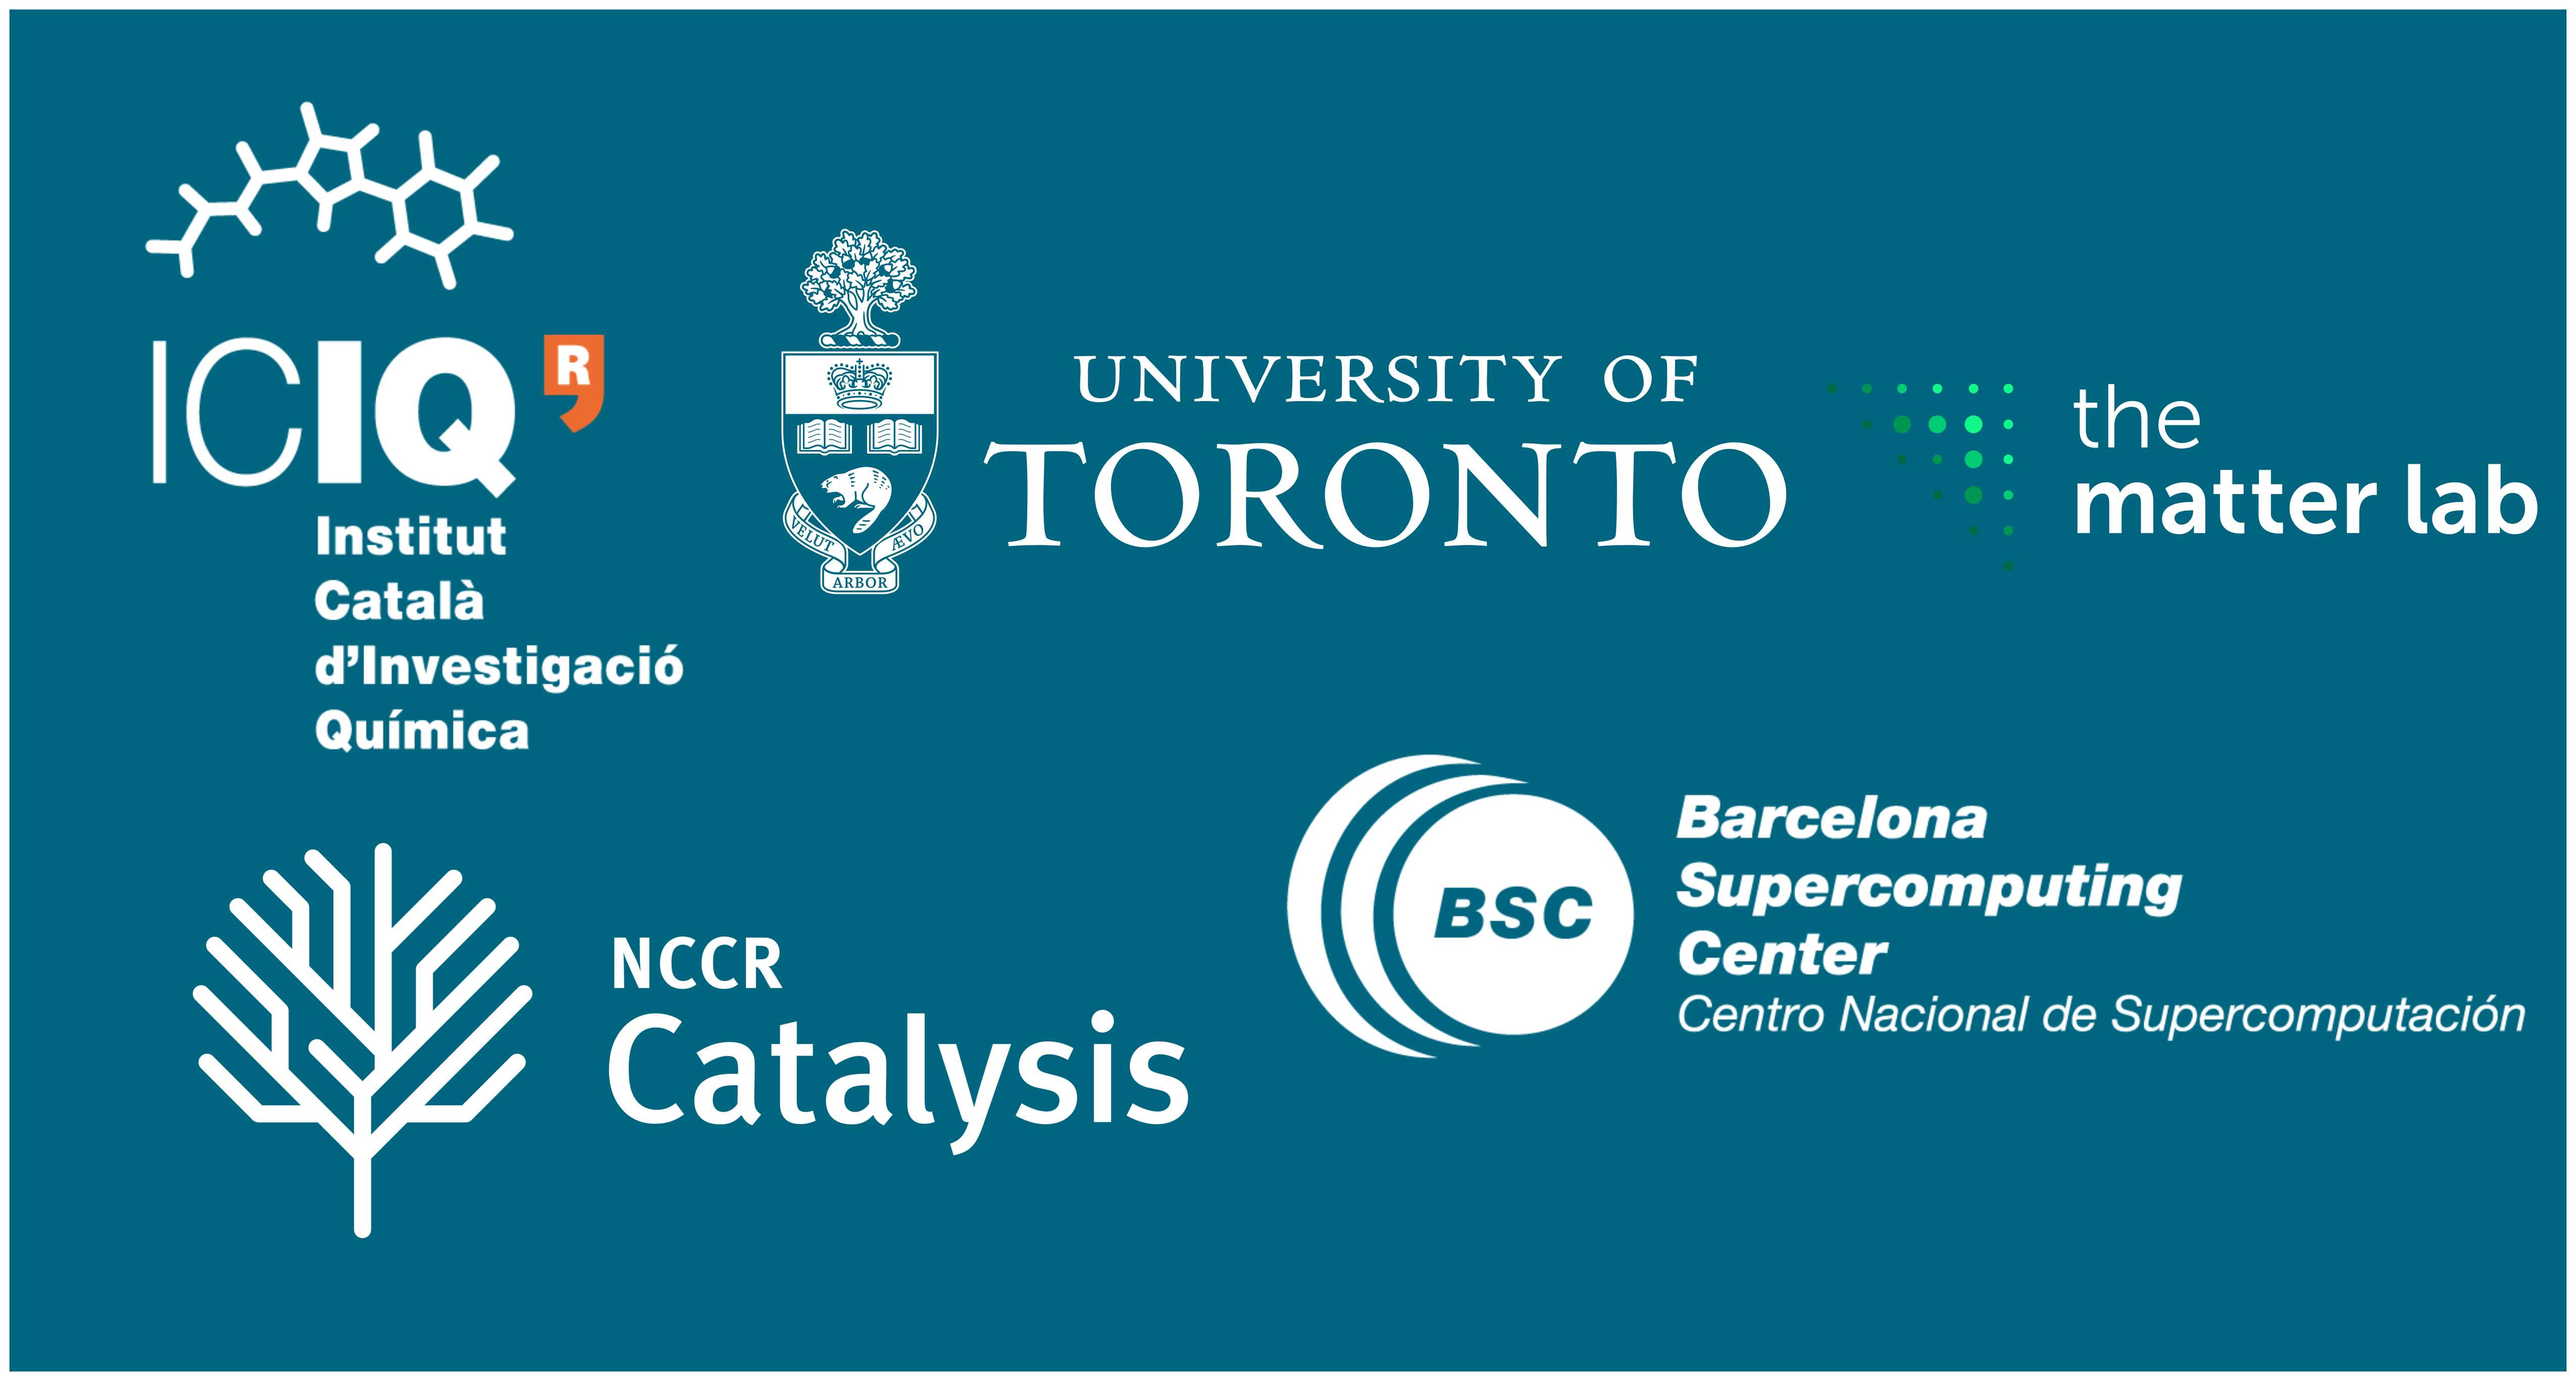 ICIQ R
Institut
Català
d'Investigació
Química
VELUT
ARBOR
ÆVO
UNIVERSITY OF
TORONTO
the
matter lab
NCCR
Catalysis
BSC
Barcelona
Supercomputing
Center
Centro Nacional de Supercomputación